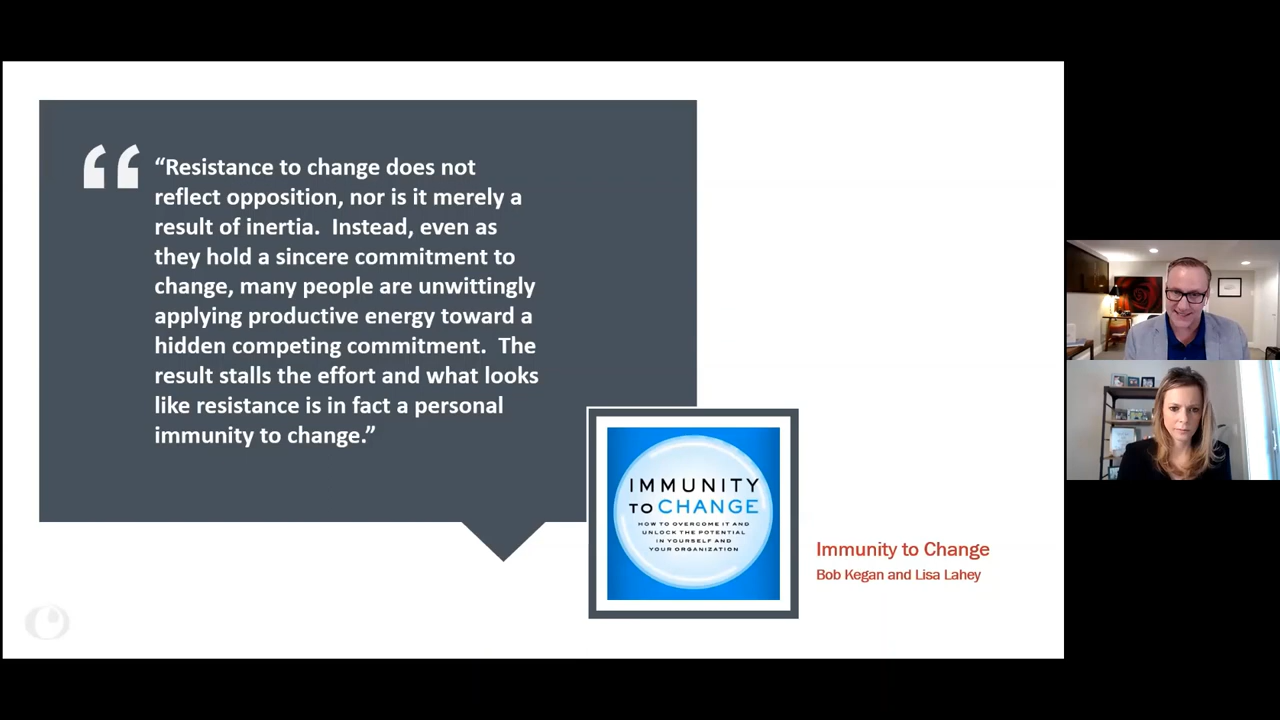 “Resistance to change does not
reflect opposition, nor is it merely a
result of inertia.  Instead, even as
they hold a sincere commitment to
change, many people are unwittingly
applying productive energy toward a
hidden competing commitment.  The
result stalls the effort and what looks
like resistance is in fact a personal
immunity to change.”
IMMUNITY
TO CHANGE
HOW TO OVERCOME IT AND
UNLOCK THE POTENTIAL
IN YOURSELF AND
YOUR ORGANIZATION
Immunity to Change
Bob Kegan and Lisa Lahey